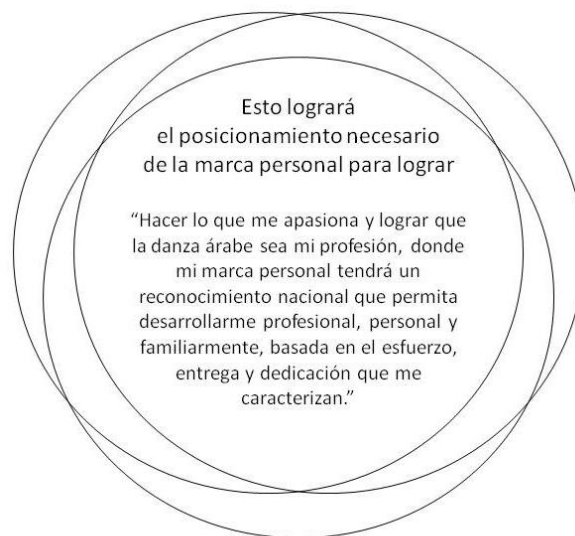 Esto logrará
el posicionamiento necesario
de la marca personal para lograr
“Hacer lo que me apasiona y lograr que
la danza árabe sea mi profesión, donde
mi marca personal tendrá un
reconocimiento nacional que permita
desarrollarme profesional, personal y
familiarmente, basada en el esfuerzo,
entrega y dedicación que me
caracterizan.”